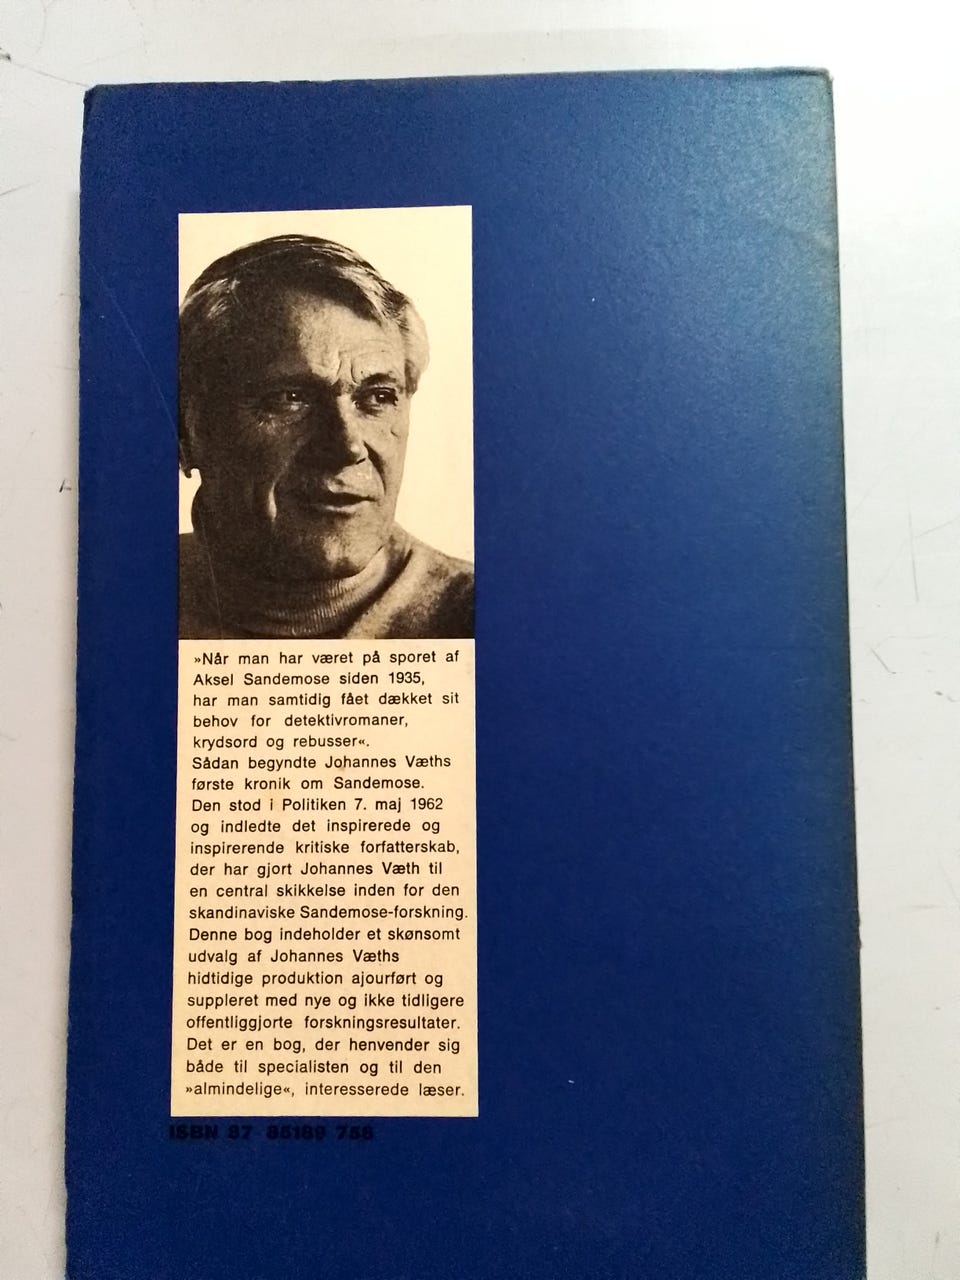 »Når man har været på sporet af
Aksel Sandemose siden 1935,
har man samtidig fået dækket sit
behov for detektivromaner,
krydsord og rebusser«.
Sådan begyndte Johannes Væths
første kronik om Sandemose.
Den stod i Politiken 7. maj 1962
og indledte det inspirerede og
inspirerende kritiske forfatterskab,
der har gjort Johannes Væth til
en central skikkelse inden for den
skandinaviske Sandemose-forskning.
Denne bog indeholder et skønsomt
udvalg af Johannes Væths
hidtidige produktion ajourført og
suppleret med nye og ikke tidligere
offentliggjorte forskningsresultater.
Det er en bog, der henvender sig
både til specialisten og til den
»almindelige«, interesserede læser.
ISBN 87 85189 758